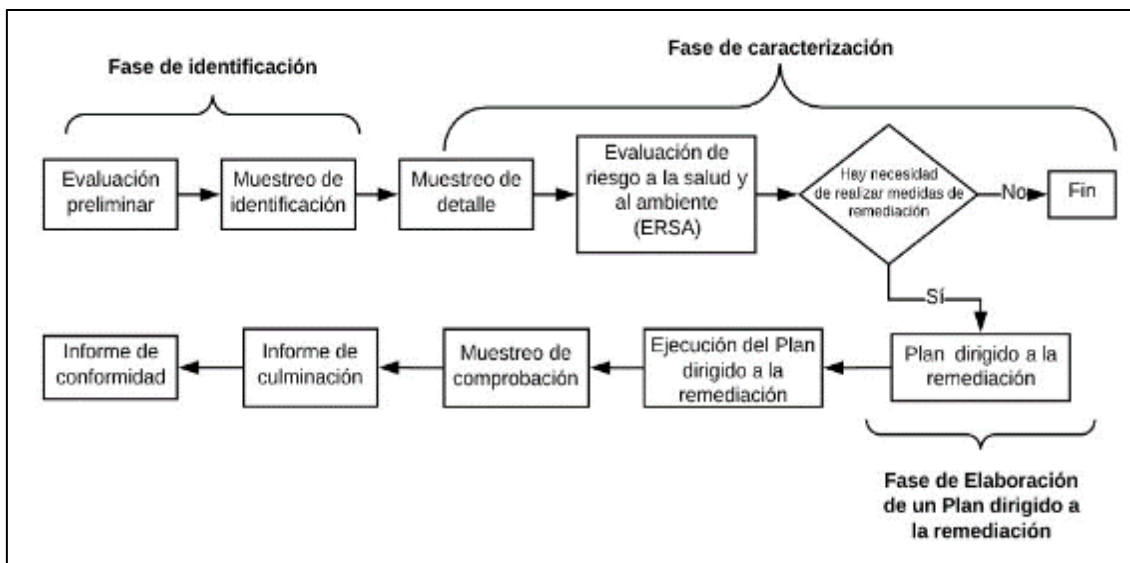 Fase de identificación
Fase de caracterización
Evaluación
preliminar
Muestreo de
identificación
Muestreo de
detalle
Evaluación de
riesgo a la salud y
al ambiente
(ERSA)
Hay necesidad
de realizar medidas de
remediación
No
Fin
Sí
Plan dirigido a la
remediación
Ejecución del Plan
dirigido a la
remediación
Muestreo de
comprobación
Informe de
culminación
Informe de
conformidad
Fase de Elaboración
de un Plan dirigido a
la remediación